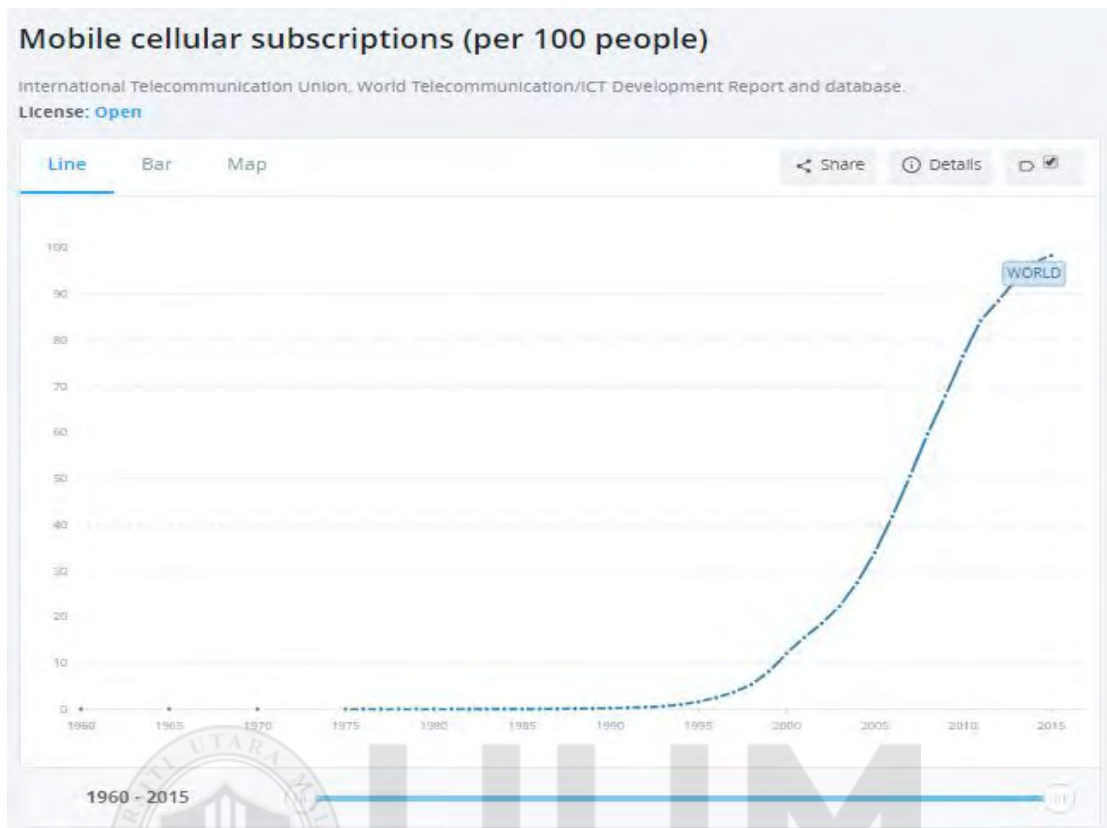 Mobile cellular subscriptions (per 100 people)
International Telecommunication Union, World Telecommunication/ICT Development Report and database.
License: Open
Line Bar Map Share Details
100
WORLD
90
80
70
60
50
40
30
20
10
0
1960 1965 1970 1975 1980 1985 1990 1995 2000 2005 2010 2015
UTARA
UUM
1960 - 2015